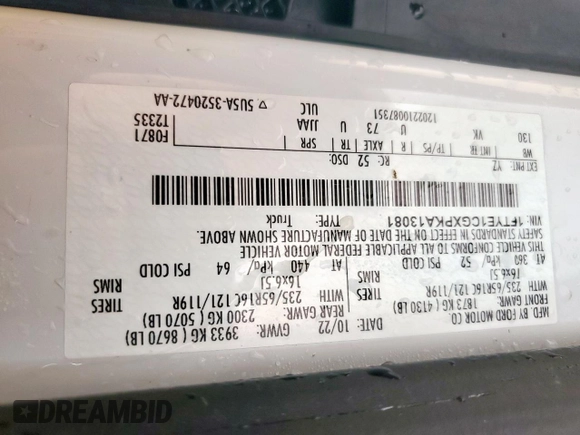 MFD. BY FORD MOTOR CO.
DATE: 10/22 GVWR: 3933 KG ( 8670 LB)
FRONT GAWR: 1873 KG ( 4130 LB) REAR GAWR: 2300 KG ( 5070 LB)
WITH 235/65R16C 121/119R TIRES WITH 235/65R16C 121/119R TIRES
16x6.5J RIMS 16x6.5J RIMS
AT 360 kPa/ 52 PSI COLD AT 440 kPa/ 64 PSI COLD
THIS VEHICLE CONFORMS TO ALL APPLICABLE FEDERAL MOTOR VEHICLE
SAFETY STANDARDS IN EFFECT ON THE DATE OF MANUFACTURE SHOWN ABOVE.
VIN: 1FTYE1CGXPKA13081 TYPE: Truck
EXT PNT: YZ RC: 52 DSO:
WB INT FR TP/PS R AXLE TR SPR F0871
130 VK U 73 U JJAA T2335
120221008735​1 ULC ▽ 5U5A-3520472-AA
DREAMBID